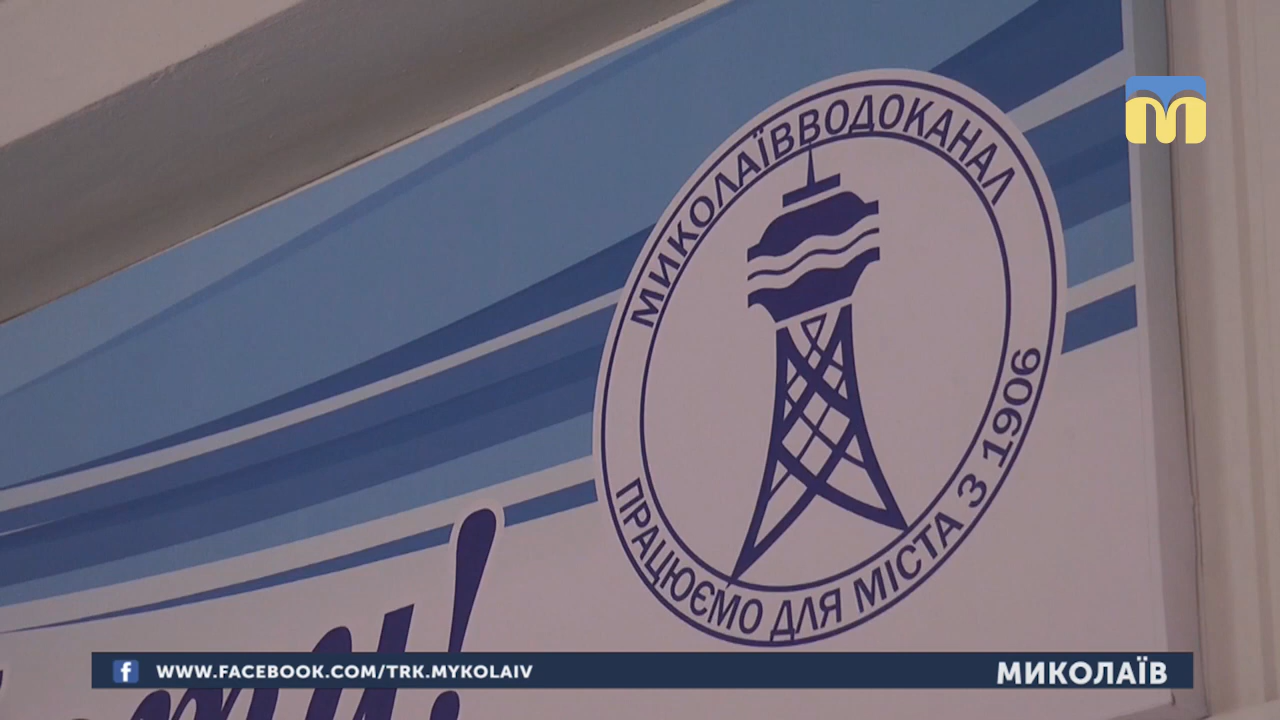 МИКОЛАЇВВОДОКАНАЛ
ПРАЦЮЄМО ДЛЯ МІСТА З 1906
WWW.FACEBOOK.COM/TRK.MYKOLAIV
МИКОЛАЇВ